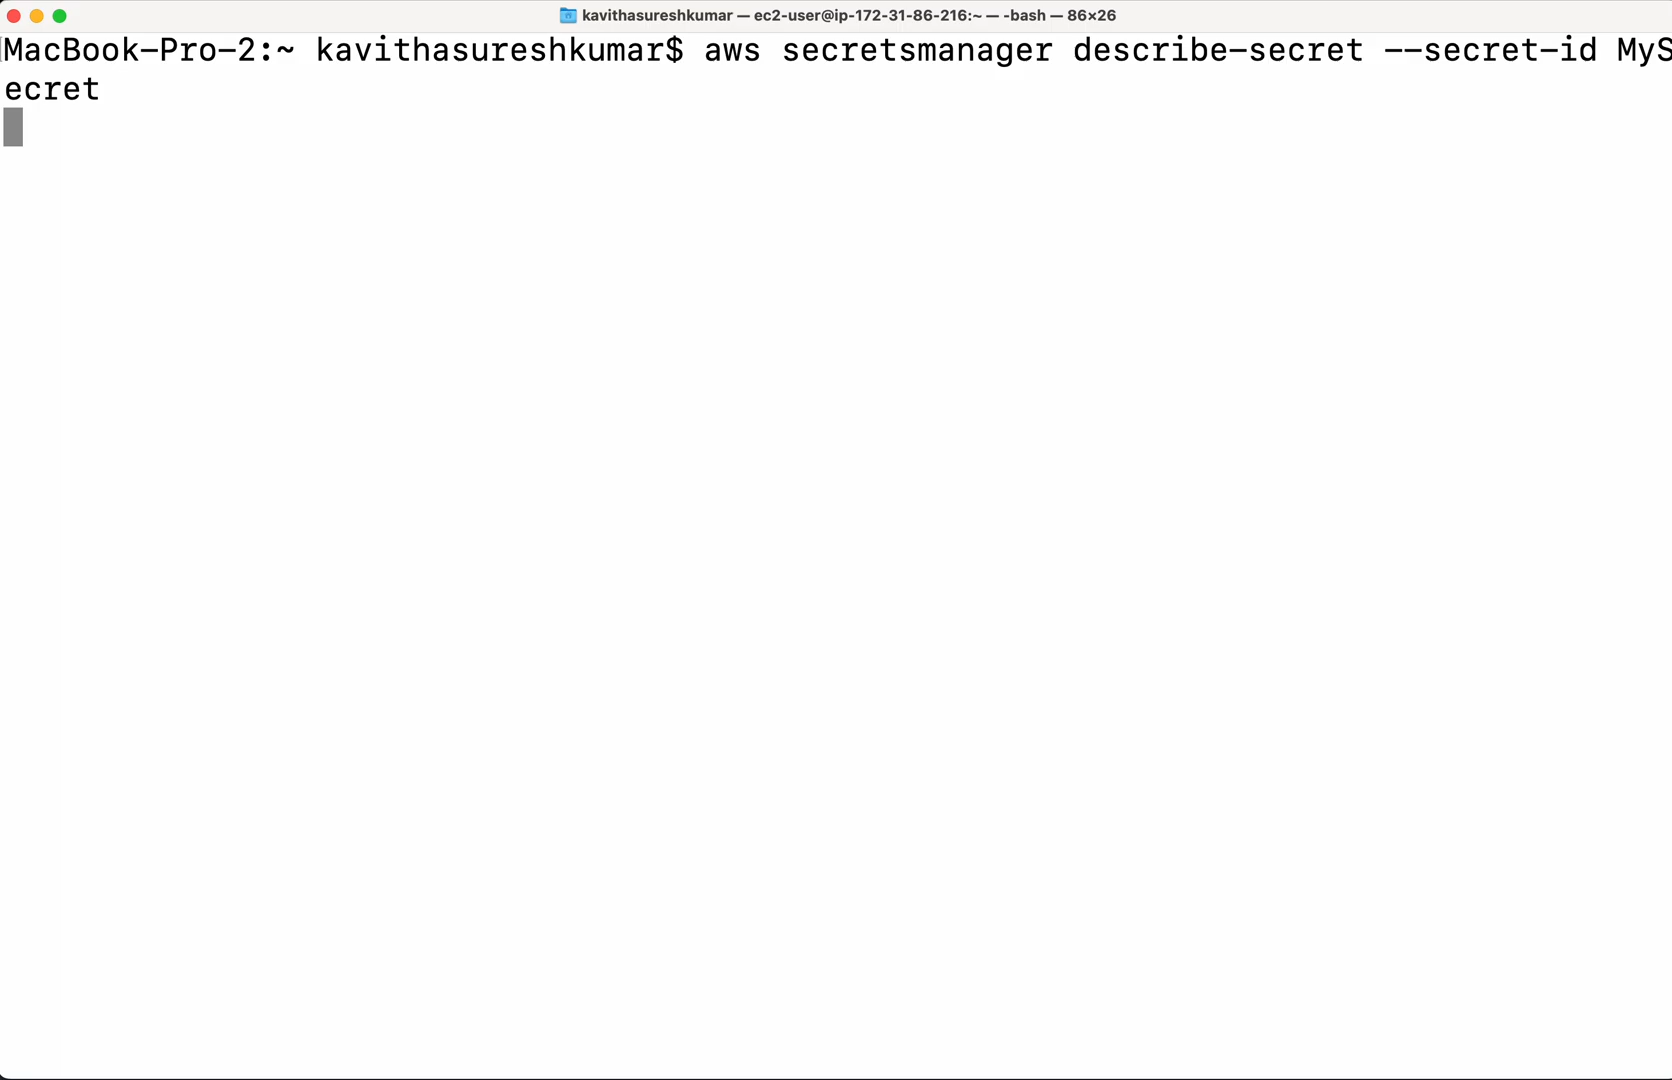 kavithasureshkumar — ec2-user@ip-172-31-86-216:~ — -bash — 86×26
MacBook-Pro-2:~ kavithasureshkumar$ aws secretsmanager describe-secret --secret-id MyS
ecret